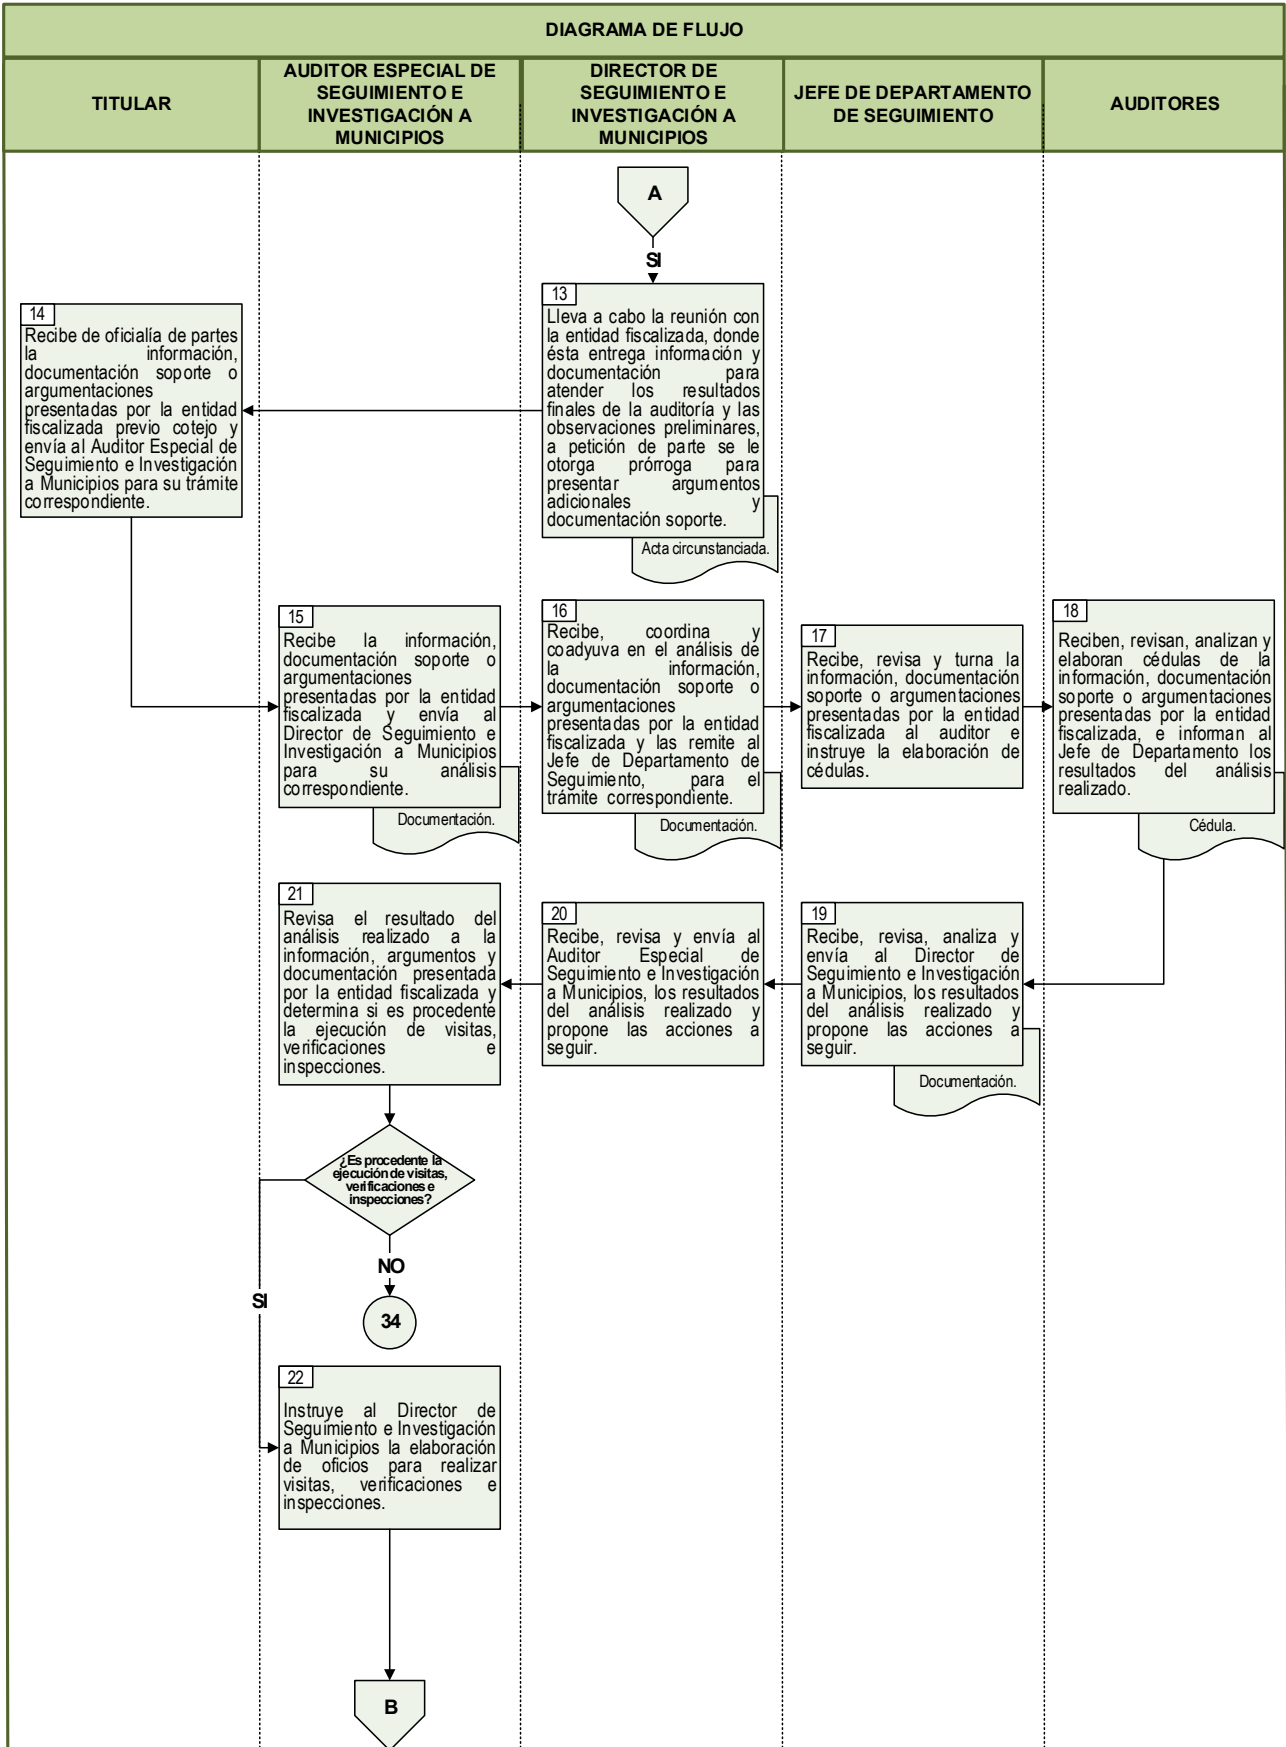 DIAGRAMA DE FLUJO
TITULAR
AUDITOR ESPECIAL DE
SEGUIMIENTO E
INVESTIGACIÓN A
MUNICIPIOS
DIRECTOR DE
SEGUIMIENTO E
INVESTIGACIÓN A
MUNICIPIOS
JEFE DE DEPARTAMENTO
DE SEGUIMIENTO
AUDITORES
A
SI
13
Lleva a cabo la reunión con
la entidad fiscalizada, donde
ésta entrega información y
documentación para
atender los resultados
finales de la auditoría y las
observaciones preliminares,
a petición de parte se le
otorga prórroga para
presentar argumentos
adicionales y
documentación soporte.
Acta circunstanciada.
14
Recibe de oficialía de partes
la información,
documentación soporte o
argumentaciones
presentadas por la entidad
fiscalizada previo cotejo y
envía al Auditor Especial de
Seguimiento e Investigación
a Municipios para su trámite
correspondiente.
15
Recibe la información,
documentación soporte o
argumentaciones
presentadas por la entidad
fiscalizada y envía al
Director de Seguimiento e
Investigación a Municipios
para su análisis
correspondiente.
Documentación.
16
Recibe, coordina y
coadyuva en el análisis de
la información,
documentación soporte o
argumentaciones
presentadas por la entidad
fiscalizada y las remite al
Jefe de Departamento de
Seguimiento, para el
trámite correspondiente.
Documentación.
17
Recibe, revisa y turna la
información, documentación
soporte o argumentaciones
presentadas por la entidad
fiscalizada al auditor e
instruye la elaboración de
cédulas.
18
Reciben, revisan, analizan y
elaboran cédulas de la
información, documentación
soporte o argumentaciones
presentadas por la entidad
fiscalizada, e informan al
Jefe de Departamento los
resultados del análisis
realizado.
Cédula.
19
Recibe, revisa, analiza y
envía al Director de
Seguimiento e Investigación
a Municipios, los resultados
del análisis realizado y
propone las acciones a
seguir.
Documentación.
20
Recibe, revisa y envía al
Auditor Especial de
Seguimiento e Investigación
a Municipios, los resultados
del análisis realizado y
propone las acciones a
seguir.
21
Revisa el resultado del
análisis realizado a la
información, argumentos y
documentación presentada
por la entidad fiscalizada y
determina si es procedente
la ejecución de visitas,
verificaciones e
inspecciones.
¿Es procedente la
ejecución de visitas,
verificaciones e
inspecciones?
NO
34
SI
22
Instruye al Director de
Seguimiento e Investigación
a Municipios la elaboración
de oficios para realizar
visitas, verificaciones e
inspecciones.
B